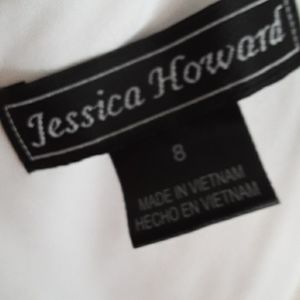 Jessica Howard
8
MADE IN VIETNAM
HECHO EN VIETNAM